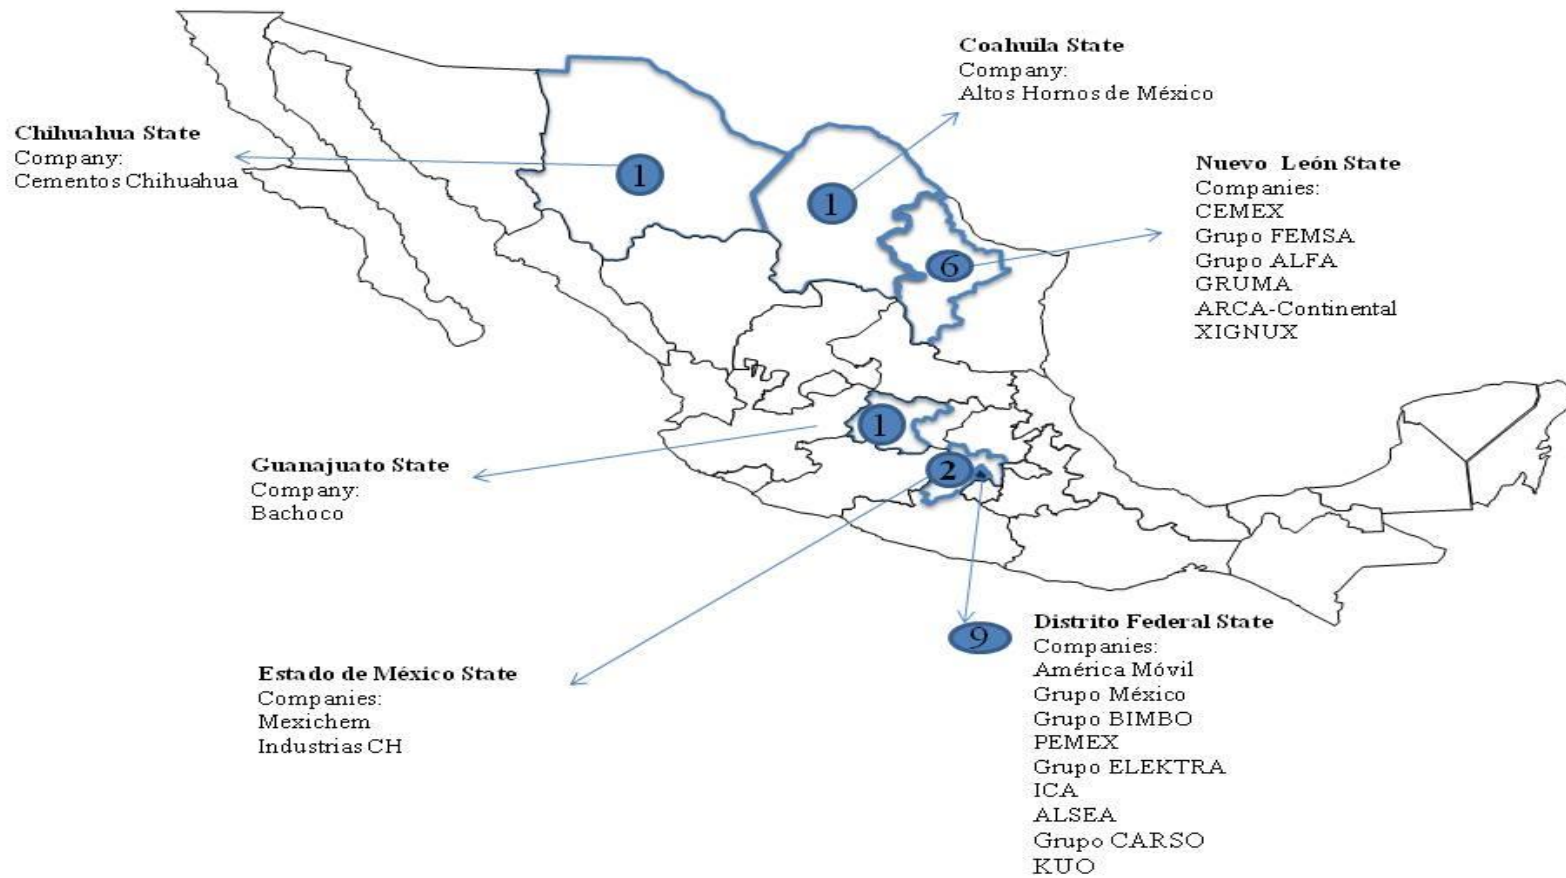 Coahuila State
Company:
Altos Hornos de México
Chihuahua State
Company:
Cementos Chihuahua
1
1
Nuevo León State
Companies:
CEMEX
Grupo FEMSA
Grupo ALFA
GRUMA
ARCA-Continental
XIGNUX
6
1
Guanajuato State
Company:
Bachoco
2
Estado de México State
Companies:
Mexichem
Industrias CH
9
Distrito Federal State
Companies:
América Móvil
Grupo México
Grupo BIMBO
PEMEX
Grupo ELEKTRA
ICA
ALSEA
Grupo CARSO
KUO